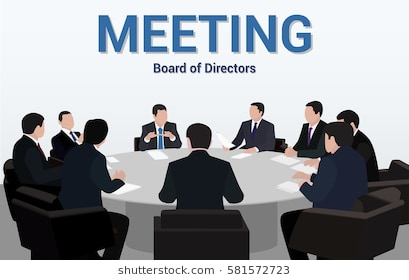 MEETING
Board of Directors
shutterstock.com • 581572723